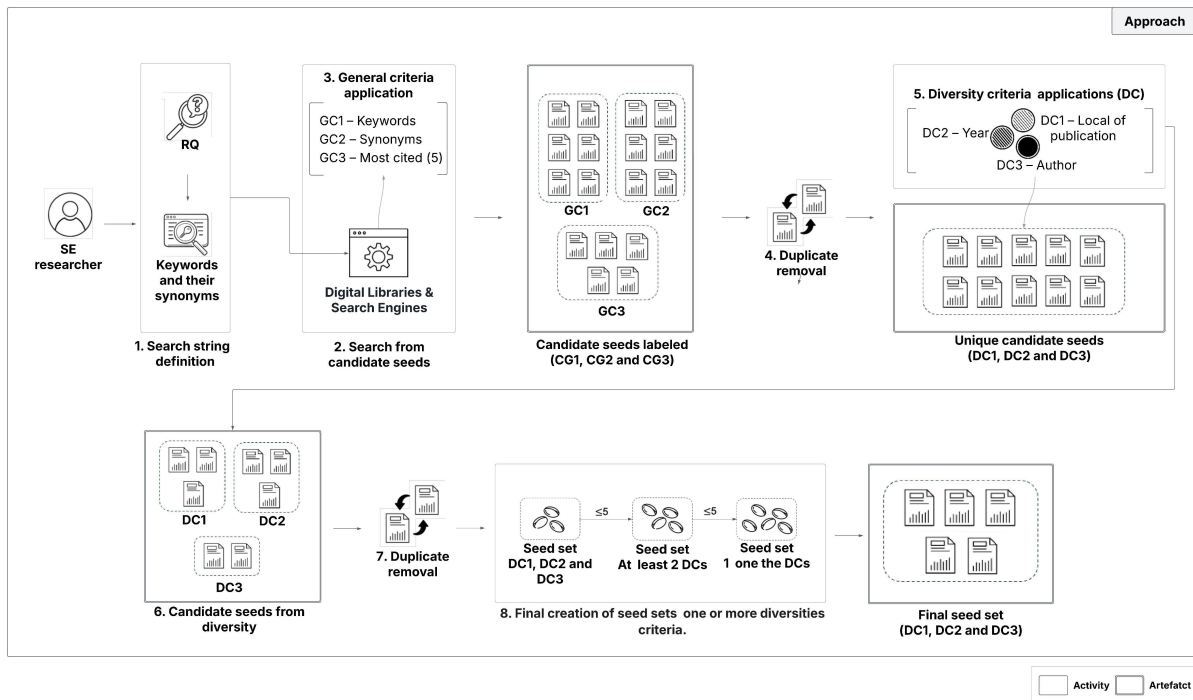 Approach
SE
researcher
RQ
Keywords
and their
synonyms
1. Search string
definition
3. General criteria
application
GC1 – Keywords
GC2 – Synonyms
GC3 – Most cited (5)
Digital Libraries &
Search Engines
2. Search from
candidate seeds
GC1
GC2
GC3
Candidate seeds labeled
(CG1, CG2 and CG3)
4. Duplicate
removal
5. Diversity criteria applications (DC)
DC1 – Local of
publication
DC2 – Year
DC3 – Author
Unique candidate seeds
(DC1, DC2 and DC3)
DC1
DC2
DC3
6. Candidate seeds from
diversity
7. Duplicate
removal
Seed set
DC1, DC2 and
DC3
≤5
Seed set
At least 2 DCs
≤5
Seed set
1 one the DCs
8. Final creation of seed sets one or more diversities
criteria.
Final seed set
(DC1, DC2 and DC3)
Activity
Artefatct